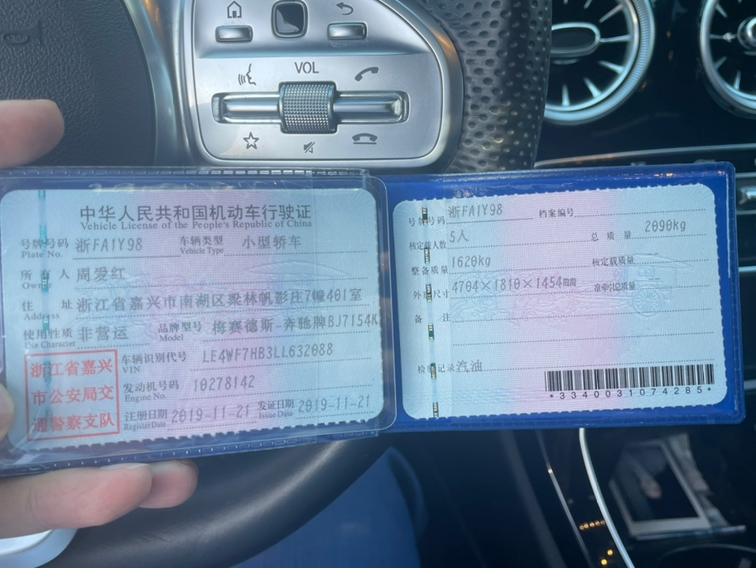 VOL
中华人民共和国机动车行驶证
Vehicle License of the People's Republic of China
号牌号码 浙FA1Y98 车辆类型 小型轿车
Plate No. Vehicle Type
所有人 周爱红
Owner
住址 浙江省嘉兴市南湖区梁林帆影庄7幢401室
Address
使用性质 非营运 品牌型号 梅赛德斯-奔驰牌BJ7154K
Use Character Model
浙江省嘉兴
市公安局交
通警察支队
车辆识别代号 LE4WF7HB3LL632088
VIN
发动机号码 10278142
Engine No.
注册日期 2019-11-21 发证日期 2019-11-21
Register Date Issue Date
号牌号码 浙FA1Y98 档案编号
核定载人数 5人 总质量 2090kg
整备质量 1620kg 核定载质量
外廓尺寸 4704×1810×1454
备注
检验记录 汽油
*3340031074285*